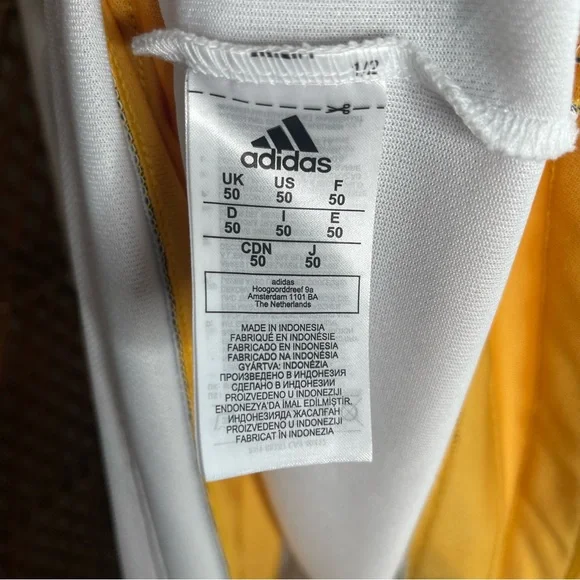 1/2
adidas
UK US F
50 50 50
D I E
50 50 50
CDN J
50 50
adidas
Hoogoorddreef 9a
Amsterdam 1101 BA
The Netherlands
MADE IN INDONESIA
FABRIQUÉ EN INDONÉSIE
FABRICADO EN INDONESIA
FABRICADO NA INDONÉSIA
GYÁRTVA: INDONÉZIA
ПРОИЗВЕДЕНО В ИНДОНЕЗИЯ
СДЕЛАНО В ИНДОНЕЗИИ
PROIZVEDENO U INDONEZIJI
ENDONEZYA'DA İMAL EDİLMİŞTİR.
ИНДОНЕЗИЯДА ЖАСАЛҒАН
PROIZVEDENO U INDONEZIJI
FABRICAT ÎN INDONEZIA